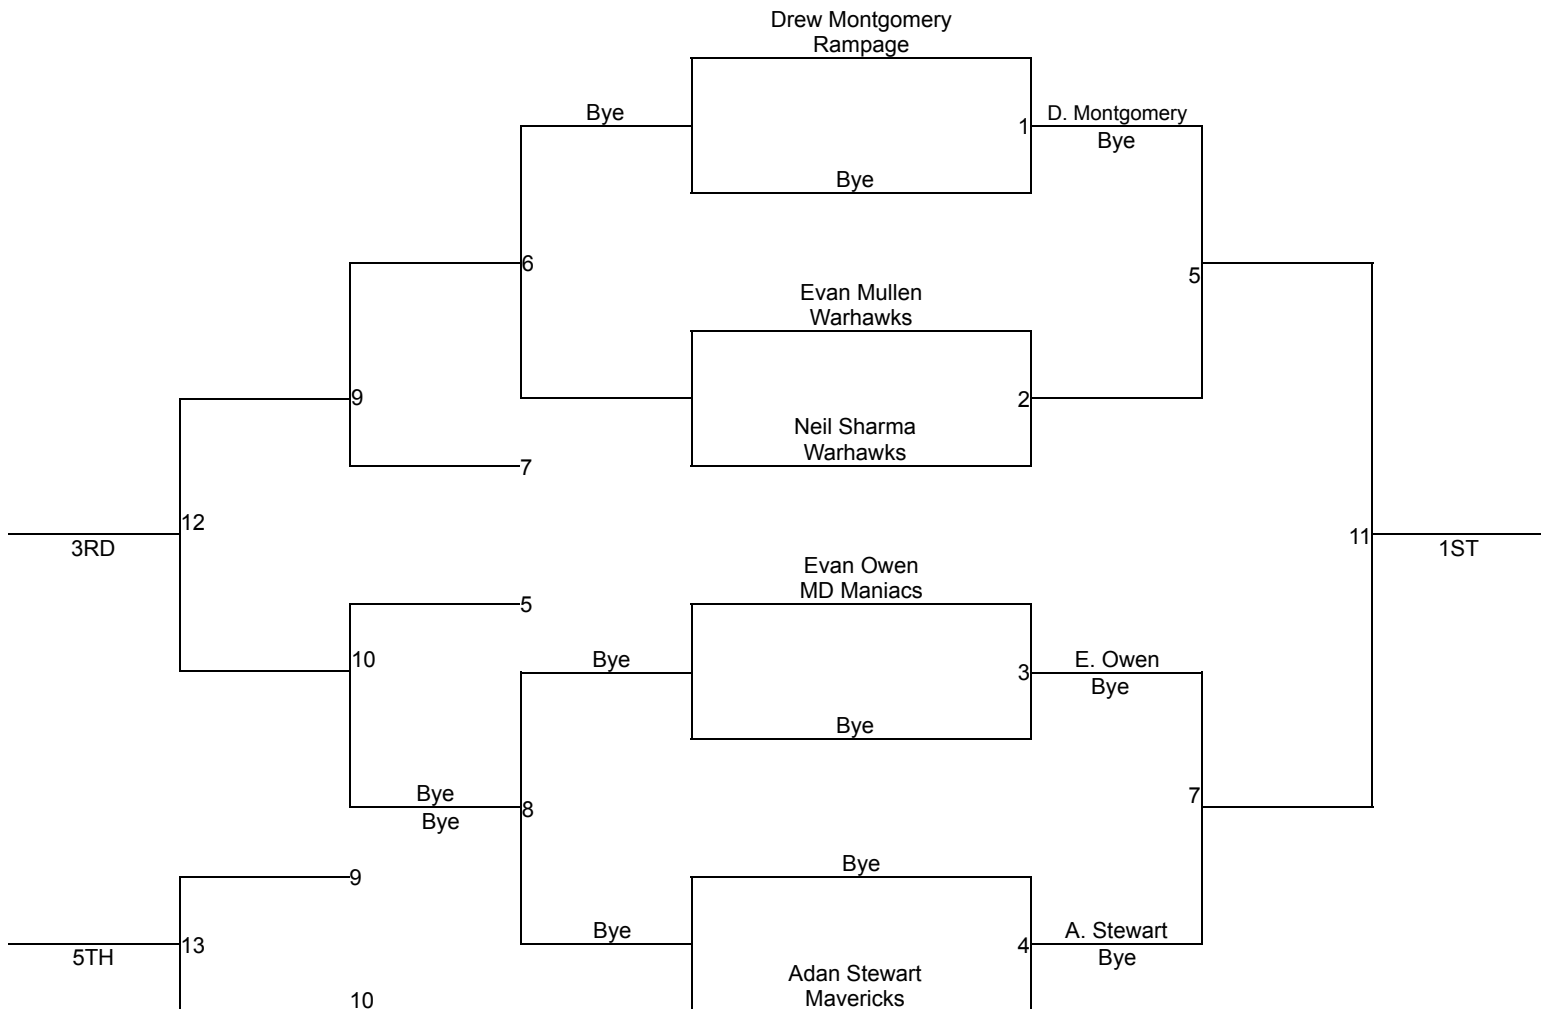 Drew Montgomery
Rampage
Bye
1
D. Montgomery
Bye
Bye
6
5
Evan Mullen
Warhawks
9
2
Neil Sharma
Warhawks
7
12
3RD
11
1ST
Evan Owen
MD Maniacs
5
10
Bye
3
E. Owen
Bye
Bye
Bye
8
7
Bye
Bye
9
Bye
4
A. Stewart
13
5TH
Bye
Adan Stewart
10
Mavericks